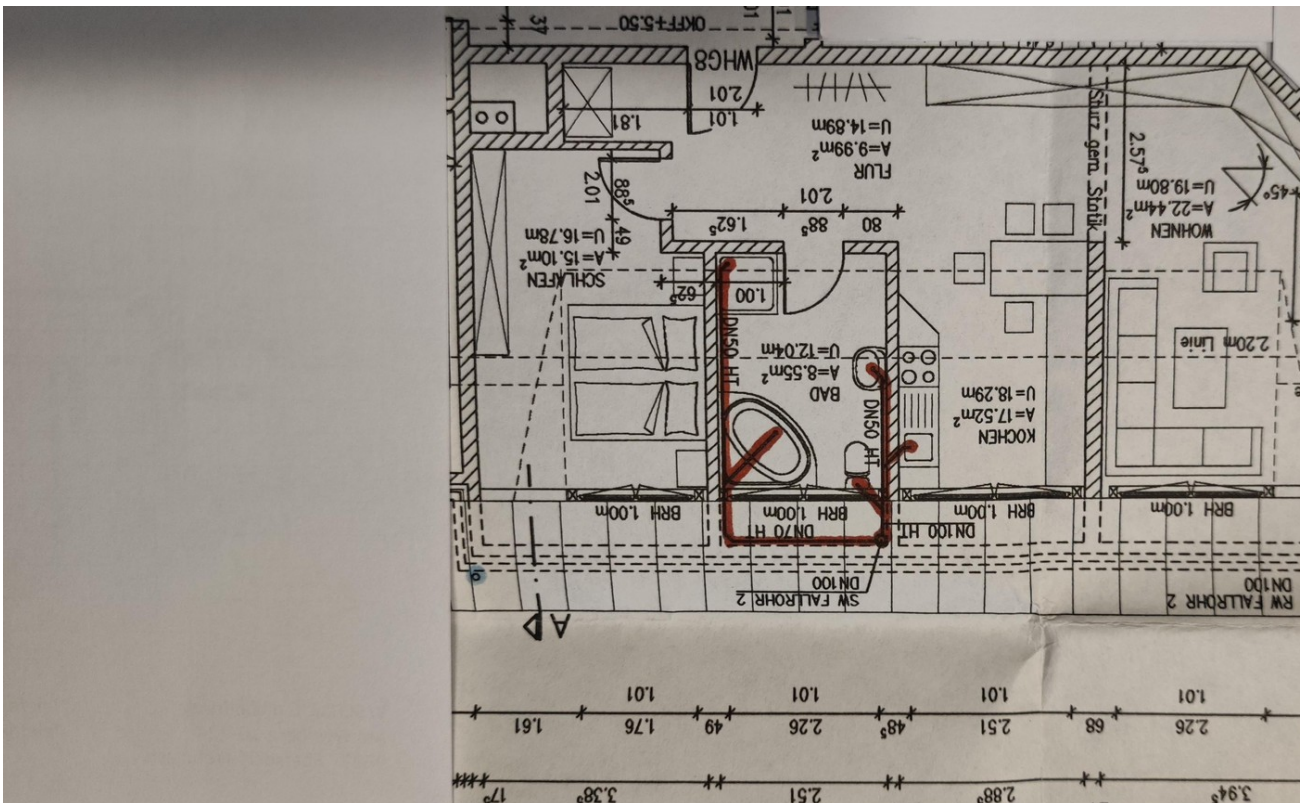 37
OKFF+5.50
01
1
WHG8
2.01
1.01
1.81
FLUR
A=9.99m²
U=14.89m
Sturz gem. Statik
2.57⁵
WOHNEN
A=22.44m²
U=19.80m
45°
88⁵
2.01
49
2.01
1.62⁵
88⁵
80
SCHLAFEN
A=15.10m²
U=16.78m
62⁵
1.00
DN50 HT
BAD
A=8.55m²
U=12.04m
DN50 HT
KOCHEN
A=17.52m²
U=18.29m
2.20m Linie
BRH 1.00m
BRH 1.00m
BRH 1.00m
BRH 1.00m
DN70 HT
DN100 HT
SW FALLROHR 2
DN100
RW FALLROHR 2
DN100
A
1.01
1.01
1.01
1.01
1.61
1.76
49
2.26
48⁵
2.51
68
2.26
17⁵
3.38⁵
2.51
2.88⁵
3.94⁵